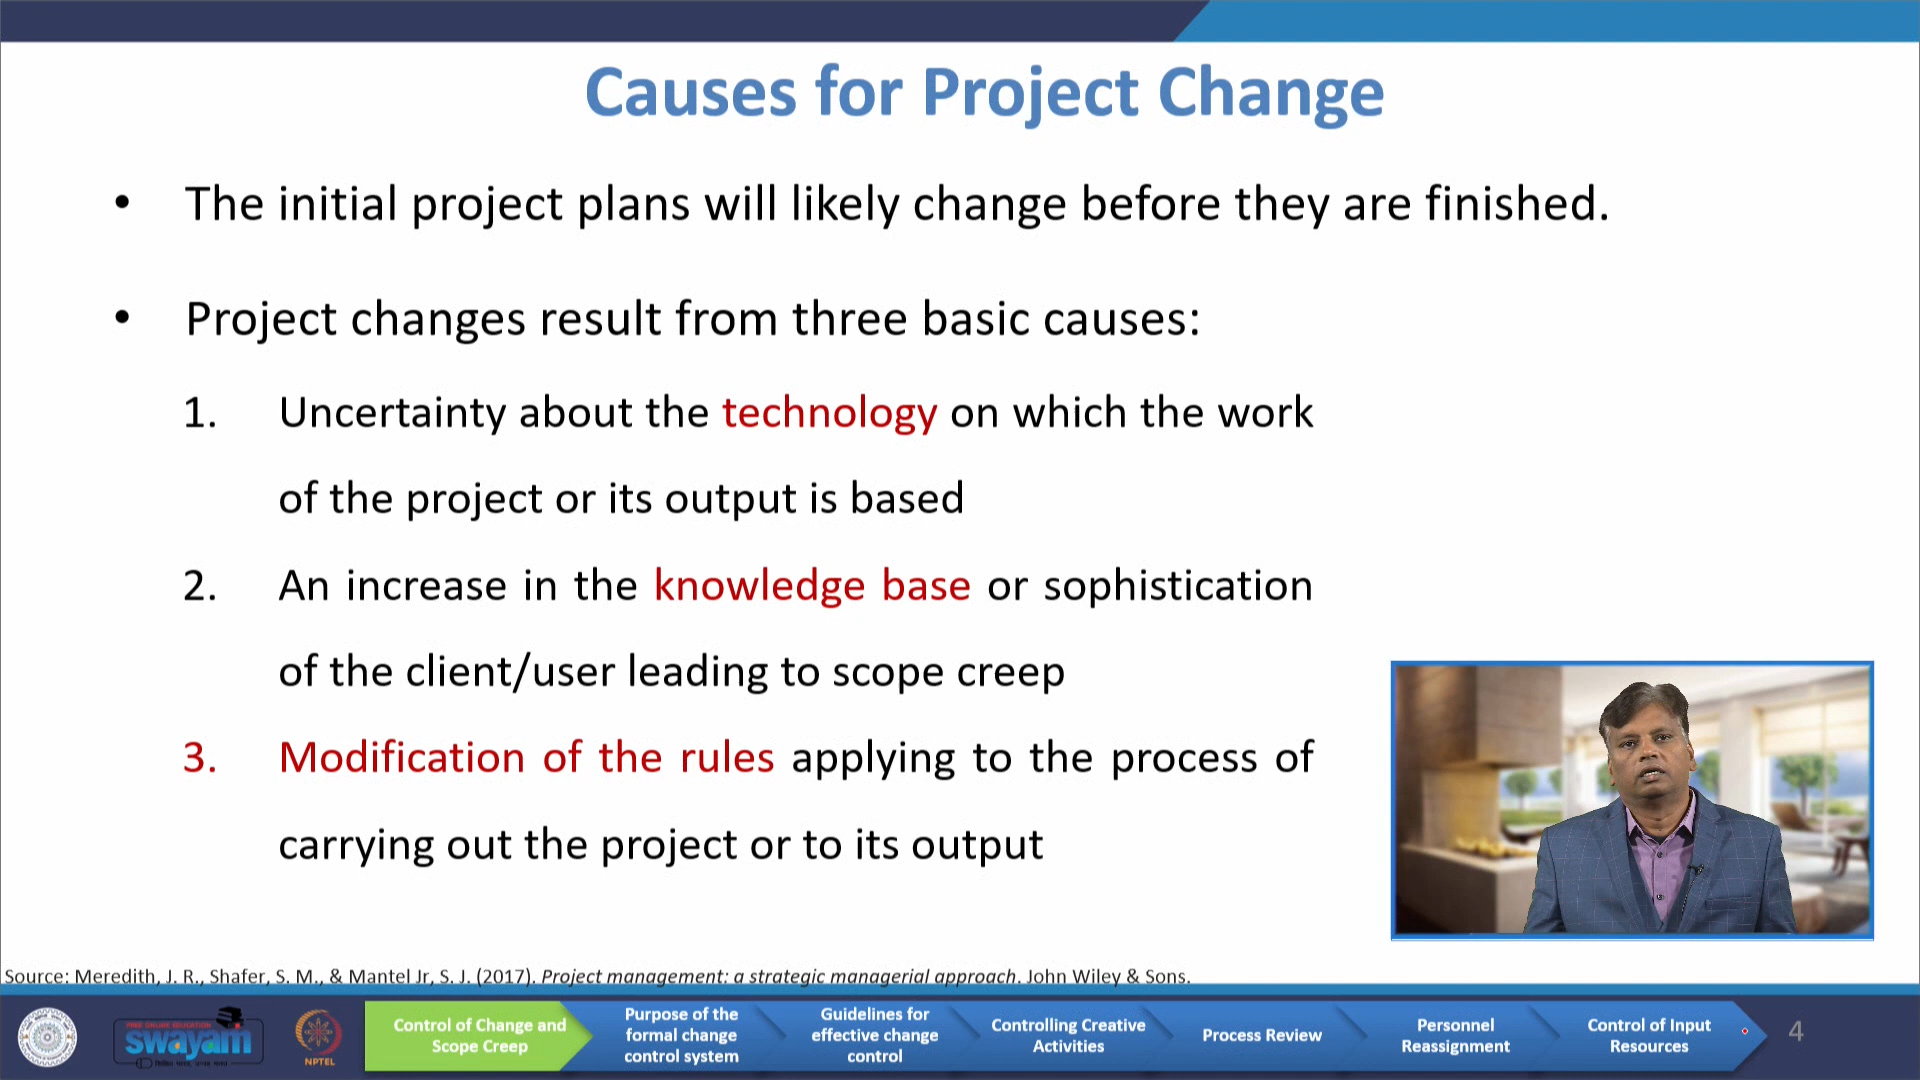 Causes for Project Change
• The initial project plans will likely change before they are finished.
• Project changes result from three basic causes:
1. Uncertainty about the technology on which the work
of the project or its output is based
2. An increase in the knowledge base or sophistication
of the client/user leading to scope creep
3. Modification of the rules applying to the process of
carrying out the project or to its output
Source: Meredith, J. R., Shafer, S. M., & Mantel Jr, S. J. (2017). Project management: a strategic managerial approach. John Wiley & Sons.
FREE ONLINE EDUCATION
swayam
NPTEL
Control of Change and
Scope Creep
Purpose of the
formal change
control system
Guidelines for
effective change
control
Controlling Creative
Activities
Process Review
Personnel
Reassignment
Control of Input
Resources
4